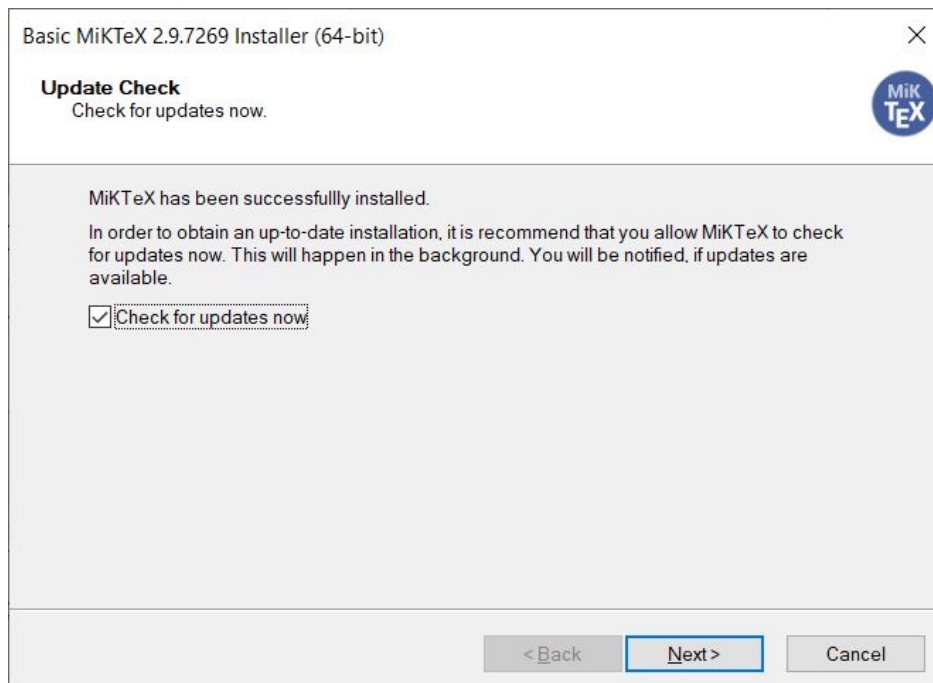 Basic MiKTeX 2.9.7269 Installer (64-bit)
Update Check
Check for updates now.
MiK
TEX
MiKTeX has been successfullly installed.
In order to obtain an up-to-date installation, it is recommend that you allow MiKTeX to check
for updates now. This will happen in the background. You will be notified, if updates are
available.
Check for updates now
< Back
Next >
Cancel